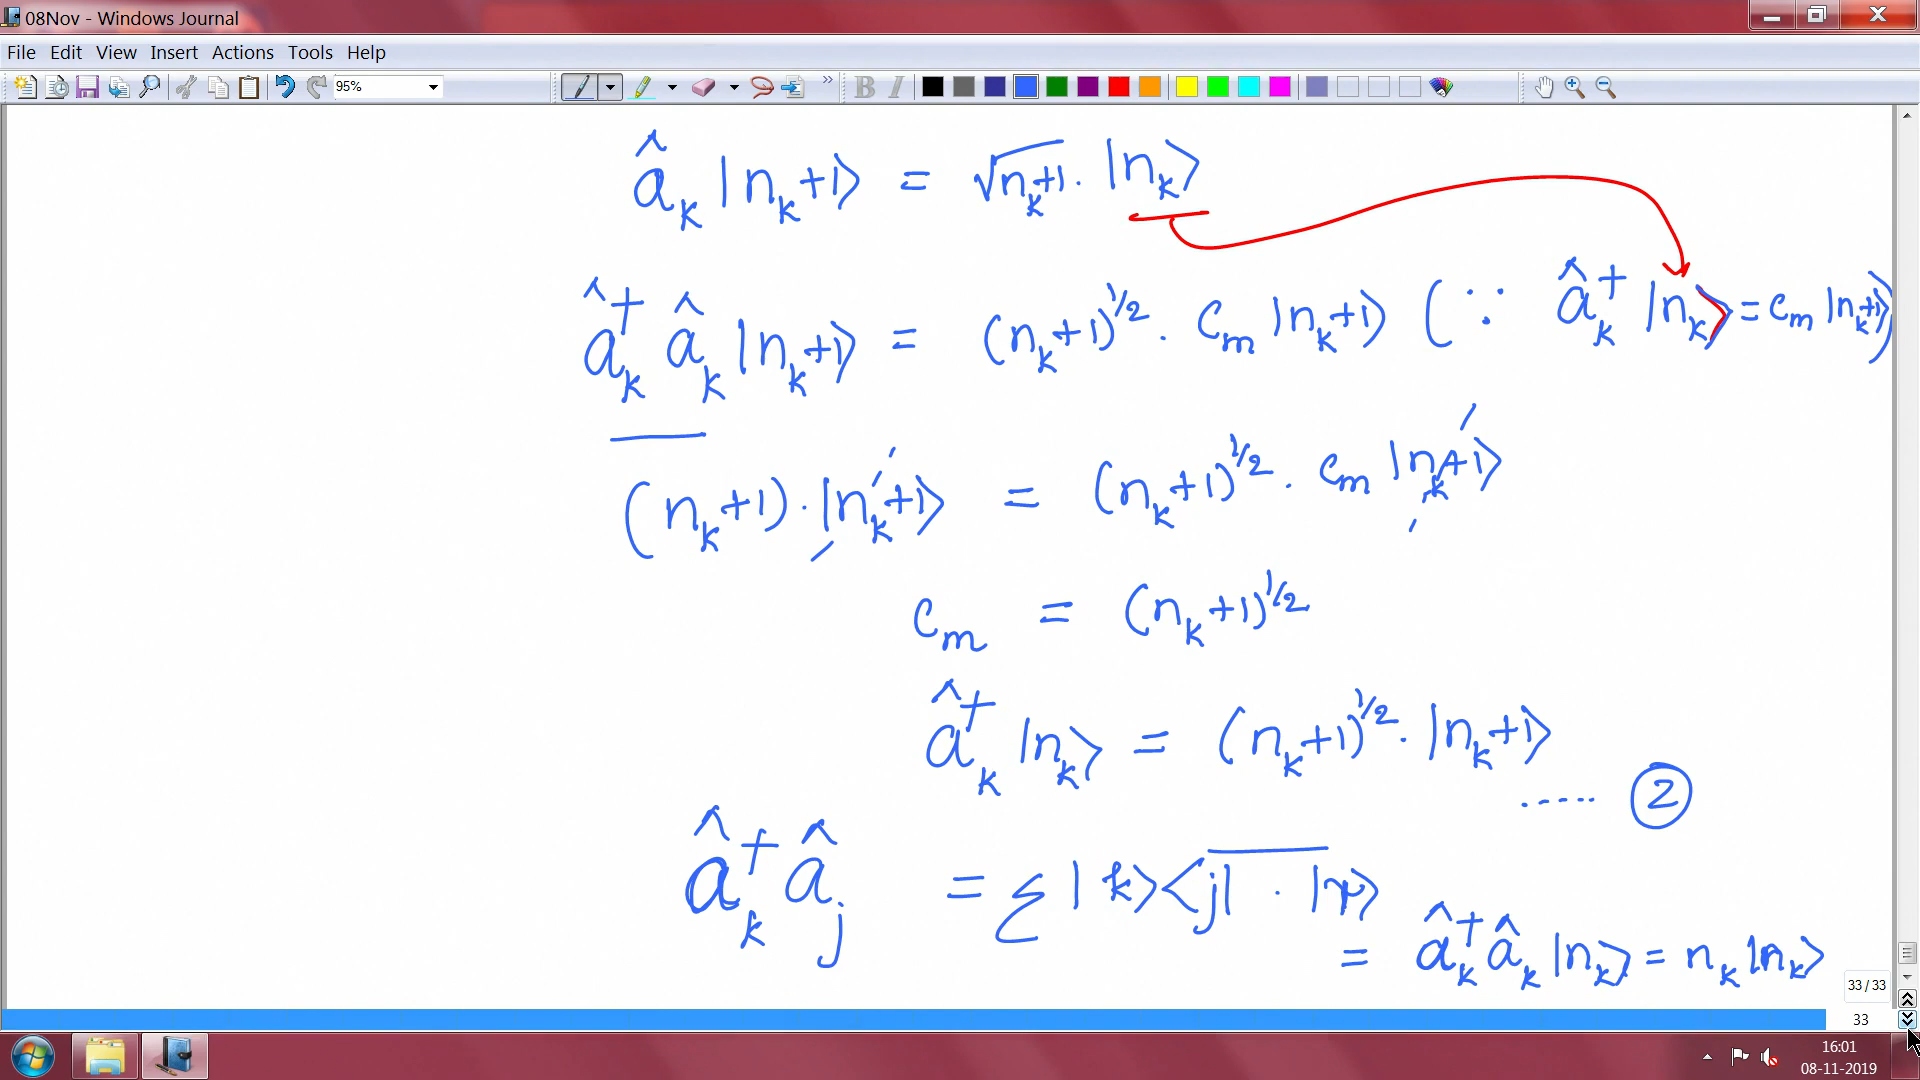 08Nov - Windows Journal
File Edit View Insert Actions Tools Help
95%
B I
â_k |n_k+1⟩ = √n_k+1 · |n_k⟩
â_k^† â_k |n_k+1⟩ = (n_k+1)^1/2 · c_m |n_k+1⟩ (∵ â_k^† |n_k⟩ = c_m |n_k+1⟩)
(n_k+1) · |n_k+1⟩ = (n_k+1)^1/2 · c_m |n_k+1⟩
c_m = (n_k+1)^1/2
â_k^† |n_k⟩ = (n_k+1)^1/2 · |n_k+1⟩
..... 2
â_k^† â_j = Σ |k⟩⟨j| ·
= â_k^† â_k |n_k⟩ = n_k |n_k⟩
33 / 33
33
16:01
08-11-2019